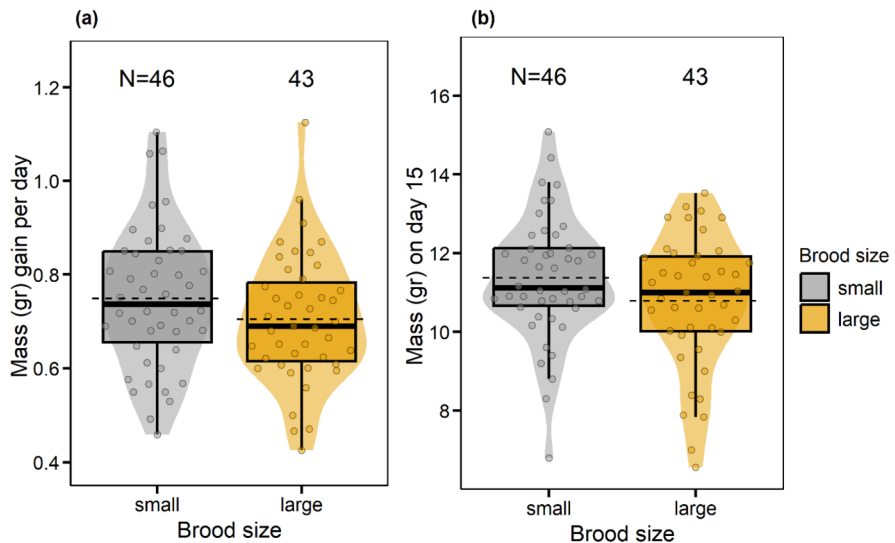 (a)
N=46
43
Mass (gr) gain per day
1.2
1.0
0.8
0.6
0.4
small
large
Brood size
(b)
N=46
43
Mass (gr) on day 15
16
14
12
10
8
small
large
Brood size
Brood size
small
large